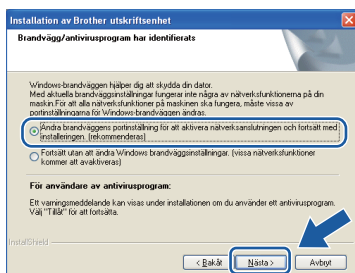 Installation av Brother utskriftsenhet
Brandvägg/antivirusprogram har identifierats
Windows-brandväggen hjälper dig att skydda din dator.
Med aktuella brandväggsinställningar fungerar inte några av nätverksfunktionerna på din
maskin.För att alla nätverksfunktioner på maskinen ska fungera, måste vissa av
portinställningarna för Windows-brandväggen ändras.
Ändra brandväggens portinställning för att aktivera nätverksanslutningen och fortsätt med
installeringen. (rekommenderas)
Fortsätt utan att ändra Windows brandväggsinställningar. (vissa nätverksfunktioner
kommer att avaktiveras)
För användare av antivirusprogram:
Ett varningsmeddelande kan visas under installationen om du använder ett antivirusprogram.
Välj "Tillåt" för att fortsätta.
InstallShield
< Bakåt
Nästa >
Avbryt